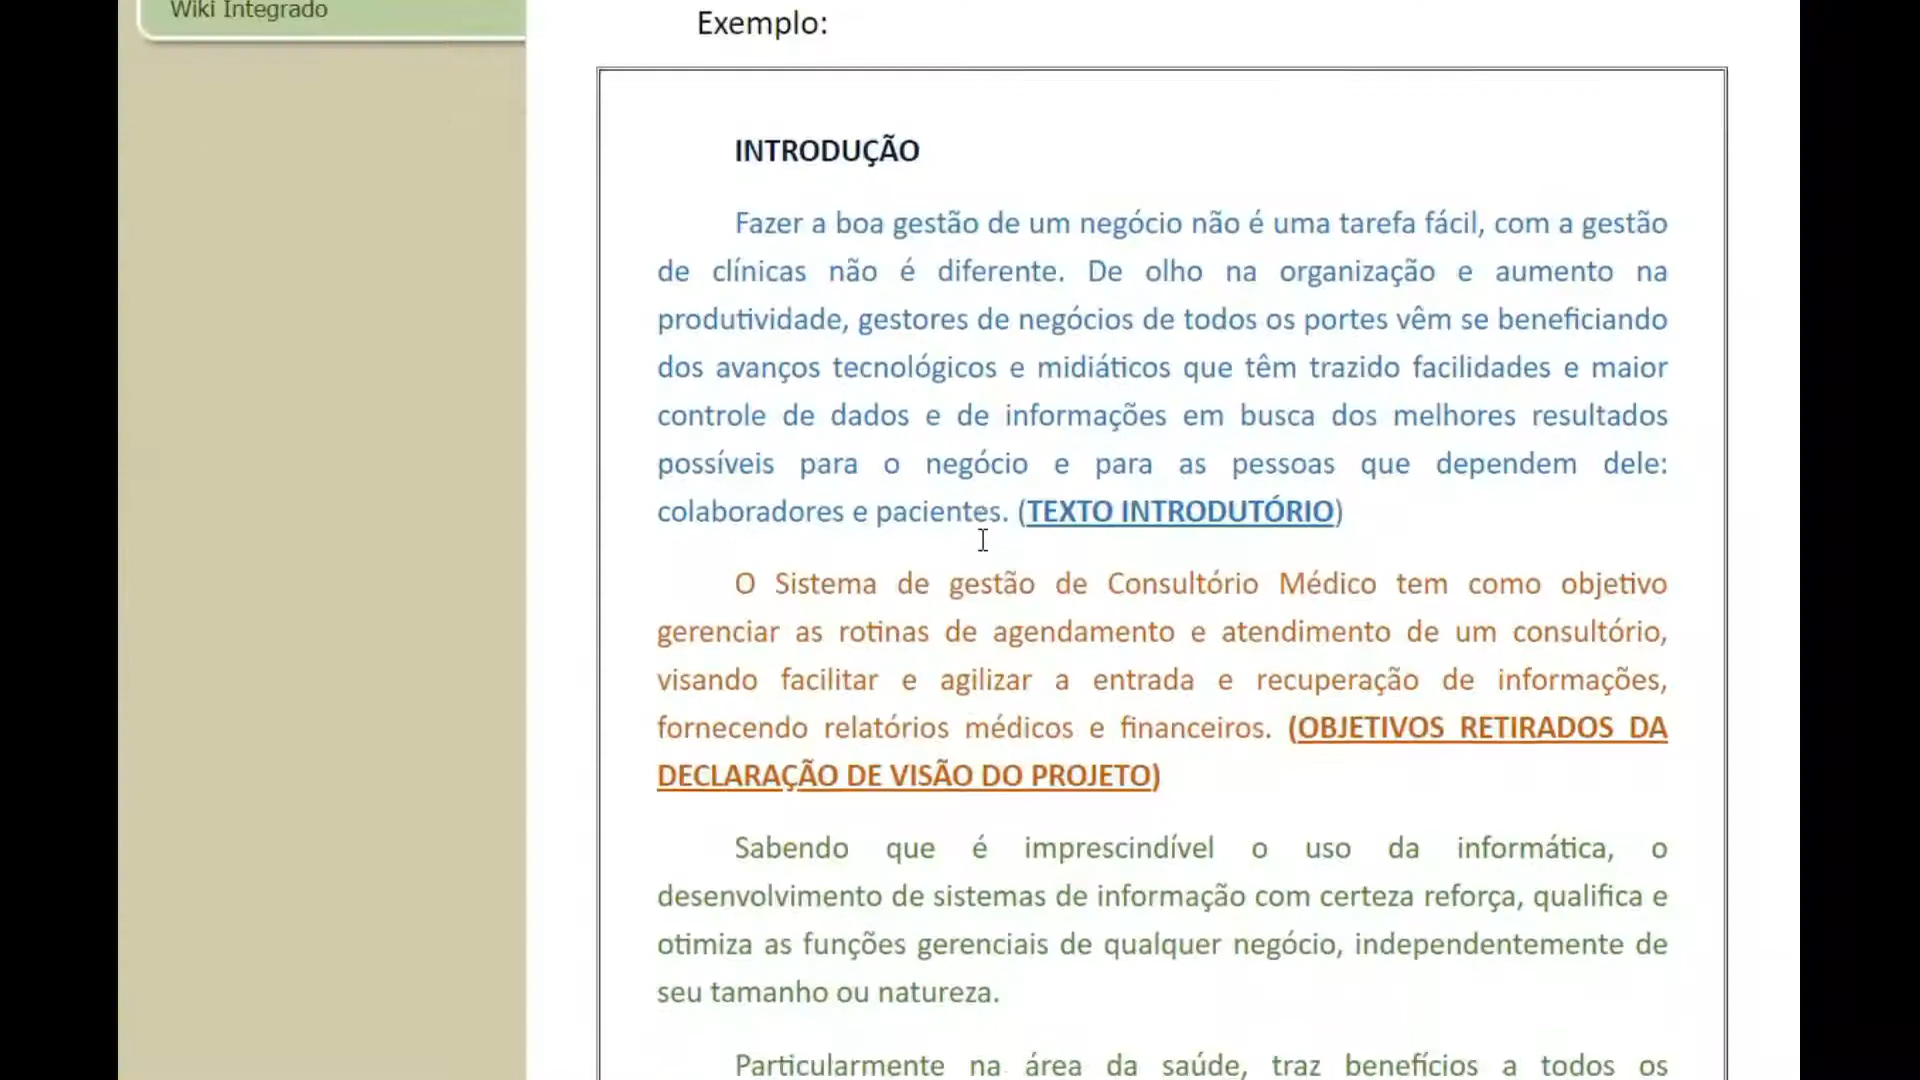 Wiki Integrado
Exemplo:
INTRODUÇÃO
Fazer a boa gestão de um negócio não é uma tarefa fácil, com a gestão
de clínicas não é diferente. De olho na organização e aumento na
produtividade, gestores de negócios de todos os portes vêm se beneficiando
dos avanços tecnológicos e midiáticos que têm trazido facilidades e maior
controle de dados e de informações em busca dos melhores resultados
possíveis para o negócio e para as pessoas que dependem dele:
colaboradores e pacientes. (TEXTO INTRODUTÓRIO)
O Sistema de gestão de Consultório Médico tem como objetivo
gerenciar as rotinas de agendamento e atendimento de um consultório,
visando facilitar e agilizar a entrada e recuperação de informações,
fornecendo relatórios médicos e financeiros. (OBJETIVOS RETIRADOS DA
DECLARAÇÃO DE VISÃO DO PROJETO)
Sabendo que é imprescindível o uso da informática, o
desenvolvimento de sistemas de informação com certeza reforça, qualifica e
otimiza as funções gerenciais de qualquer negócio, independentemente de
seu tamanho ou natureza.
Particularmente na área da saúde, traz benefícios a todos os